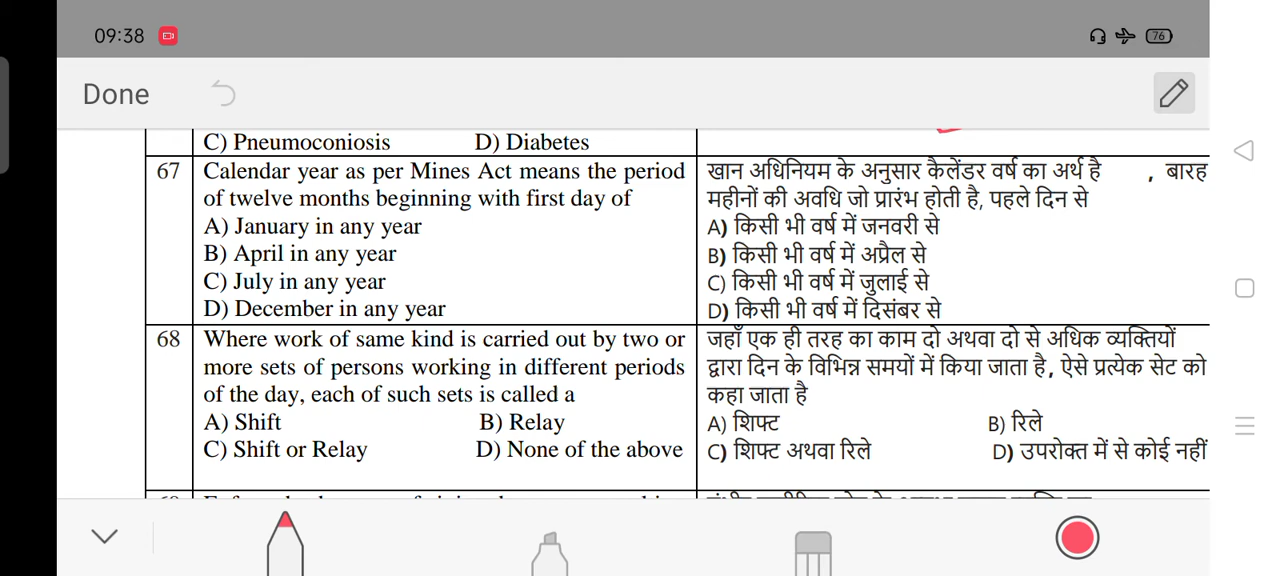 09:38
76
Done
C) Pneumoconiosis D) Diabetes
67 Calendar year as per Mines Act means the period
of twelve months beginning with first day of
A) January in any year
B) April in any year
C) July in any year
D) December in any year
खान अधिनियम के अनुसार कैलेंडर वर्ष का अर्थ है , बारह
महीनों की अवधि जो प्रारंभ होती है, पहले दिन से
A) किसी भी वर्ष में जनवरी से
B) किसी भी वर्ष में अप्रैल से
C) किसी भी वर्ष में जुलाई से
D) किसी भी वर्ष में दिसंबर से
68 Where work of same kind is carried out by two or
more sets of persons working in different periods
of the day, each of such sets is called a
A) Shift B) Relay
C) Shift or Relay D) None of the above
जहाँ एक ही तरह का काम दो अथवा दो से अधिक व्यक्तियों
द्वारा दिन के विभिन्न समयों में किया जाता है, ऐसे प्रत्येक सेट को
कहा जाता है
A) शिफ्ट B) रिले
C) शिफ्ट अथवा रिले D) उपरोक्त में से कोई नहीं